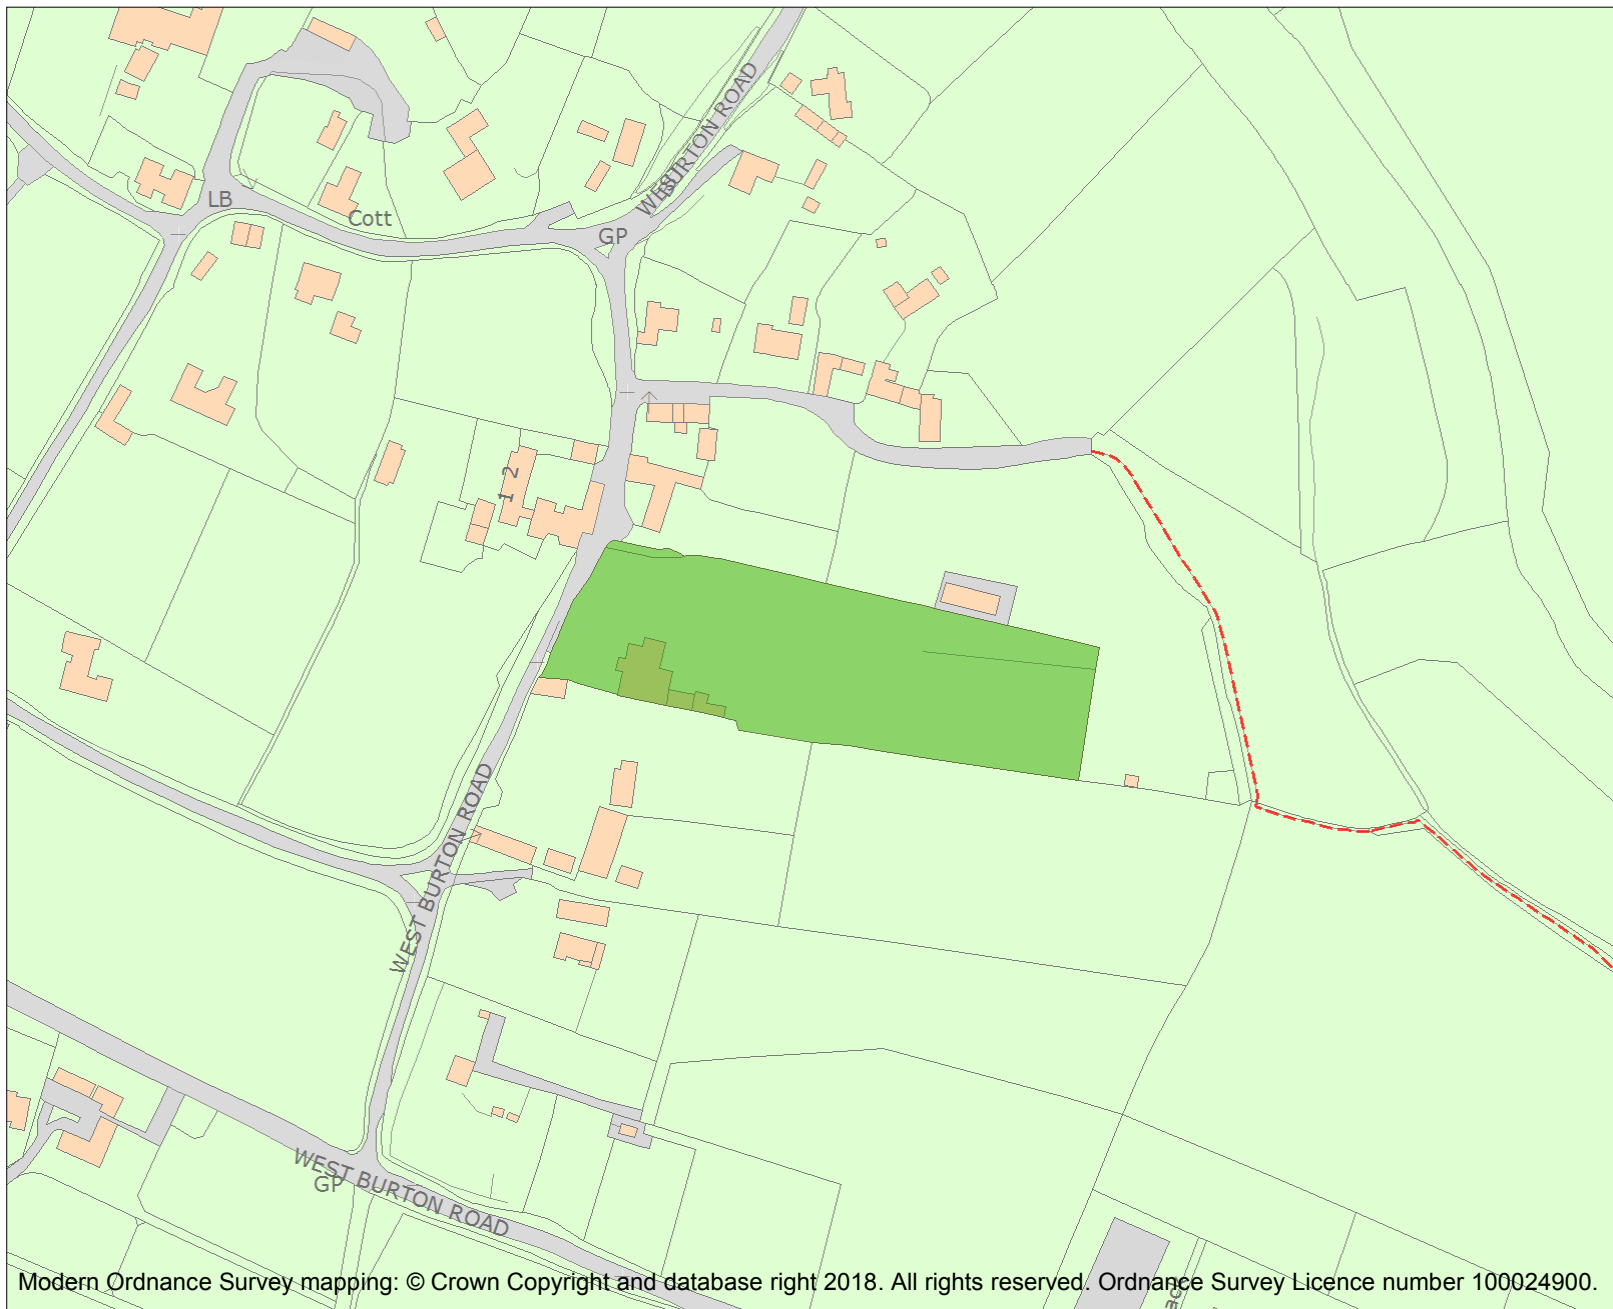 WEST BURTON ROAD
LB
Cott
GP
1 2
WEST BURTON ROAD
WEST BURTON ROAD
GP
Modern Ordnance Survey mapping: © Crown Copyright and database right 2018. All rights reserved. Ordnance Survey Licence number 100024900.